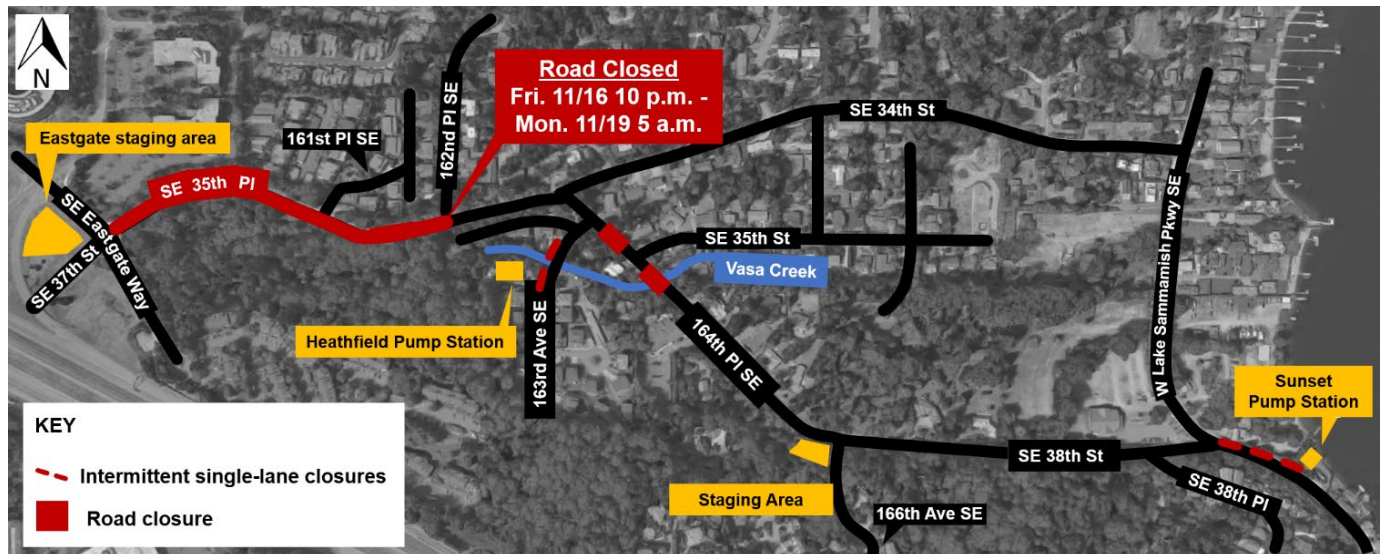 N
Road Closed
Fri. 11/16 10 p.m. -
Mon. 11/19 5 a.m.
Eastgate staging area
161st Pl SE
162nd Pl SE
SE 34th St
SE 35th Pl
SE Eastgate Way
SE 37th St
SE 35th St
Vasa Creek
W Lake Sammamish Pkwy SE
Heathfield Pump Station
163rd Ave SE
164th Pl SE
Sunset
Pump Station
SE 38th St
SE 38th Pl
Staging Area
166th Ave SE
KEY
Intermittent single-lane closures
Road closure